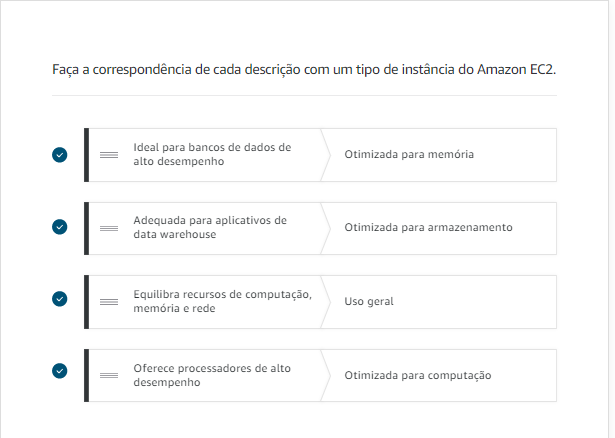 Faça a correspondência de cada descrição com um tipo de instância do Amazon EC2.
Ideal para bancos de dados de
alto desempenho
Otimizada para memória
Adequada para aplicativos de
data warehouse
Otimizada para armazenamento
Equilibra recursos de computação,
memória e rede
Uso geral
Oferece processadores de alto
desempenho
Otimizada para computação